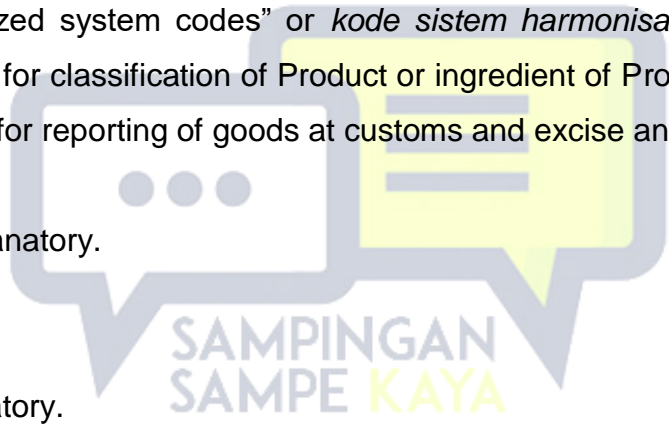 zed system codes” or kode sistem harmonisa
for classification of Product or ingredient of Pro
for reporting of goods at customs and excise an
anatory.
SAMPINGAN
SAMPE KAYA
atory.